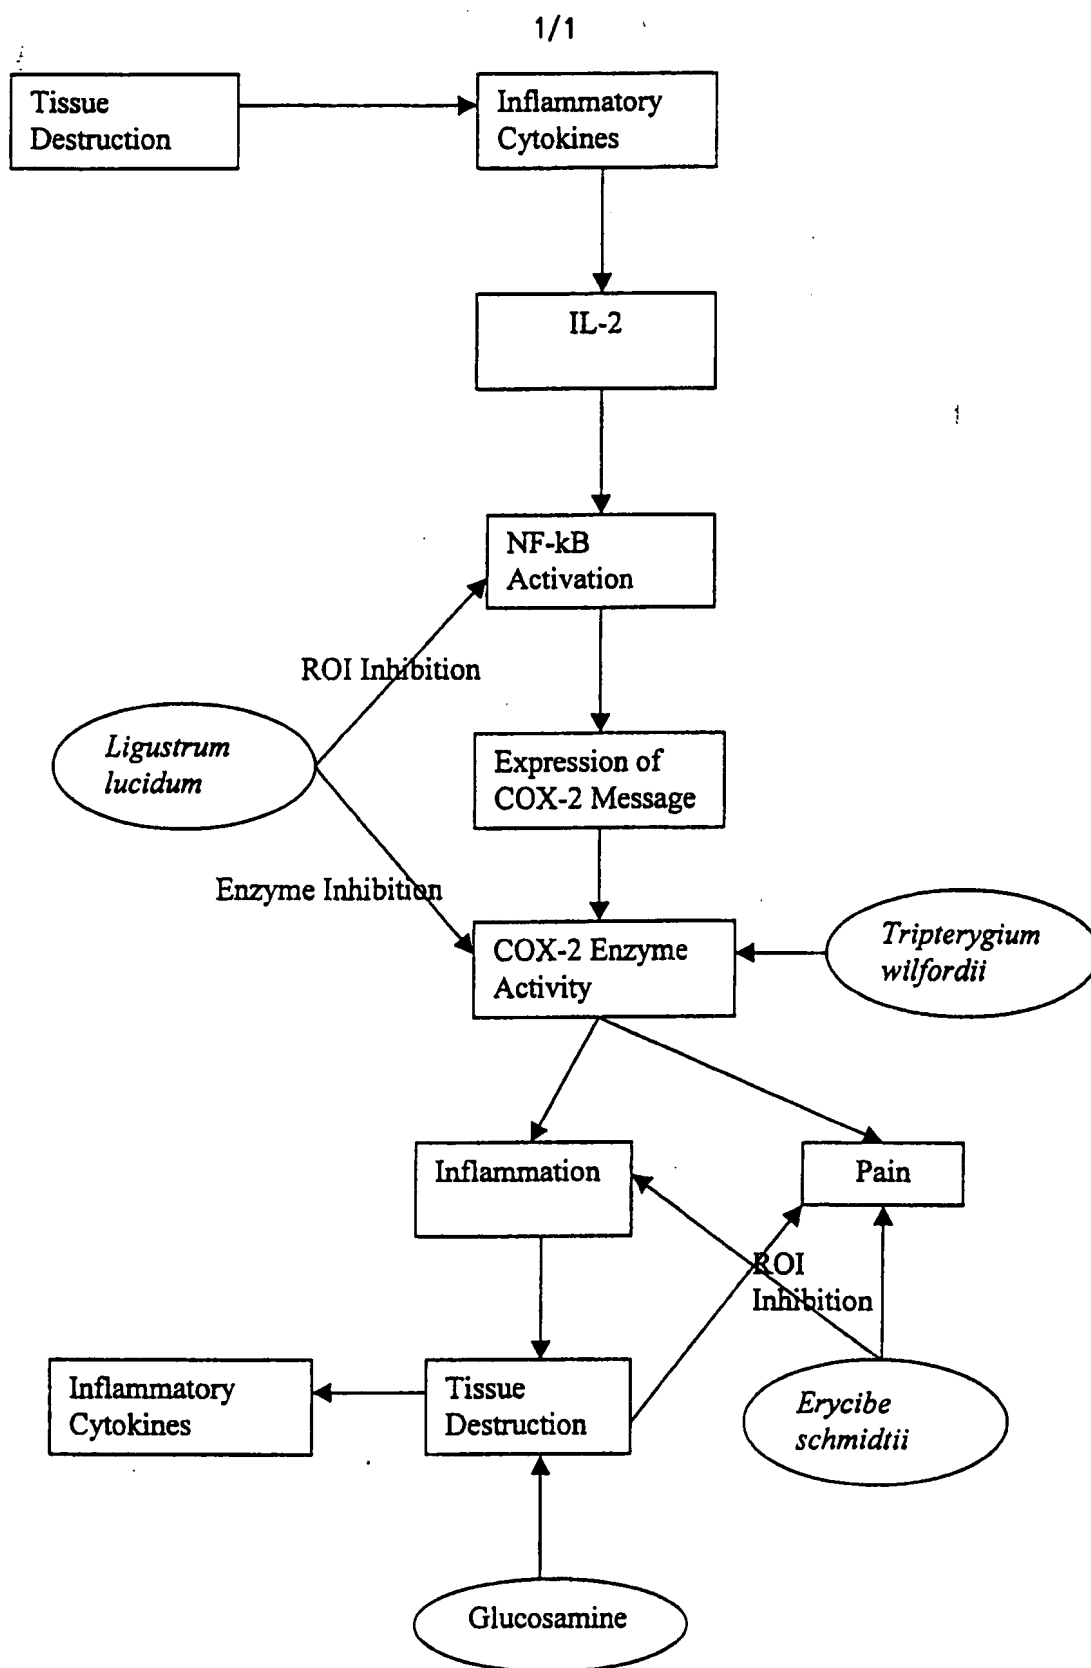 1/1
Tissue
Destruction
Inflammatory
Cytokines
IL-2
NF-kB
Activation
ROI Inhibition
Ligustrum
lucidum
Expression of
COX-2 Message
Enzyme Inhibition
COX-2 Enzyme
Activity
Tripterygium
wilfordii
Inflammation
Pain
ROI
Inhibition
Inflammatory
Cytokines
Tissue
Destruction
Erycibe
schmidtii
Glucosamine